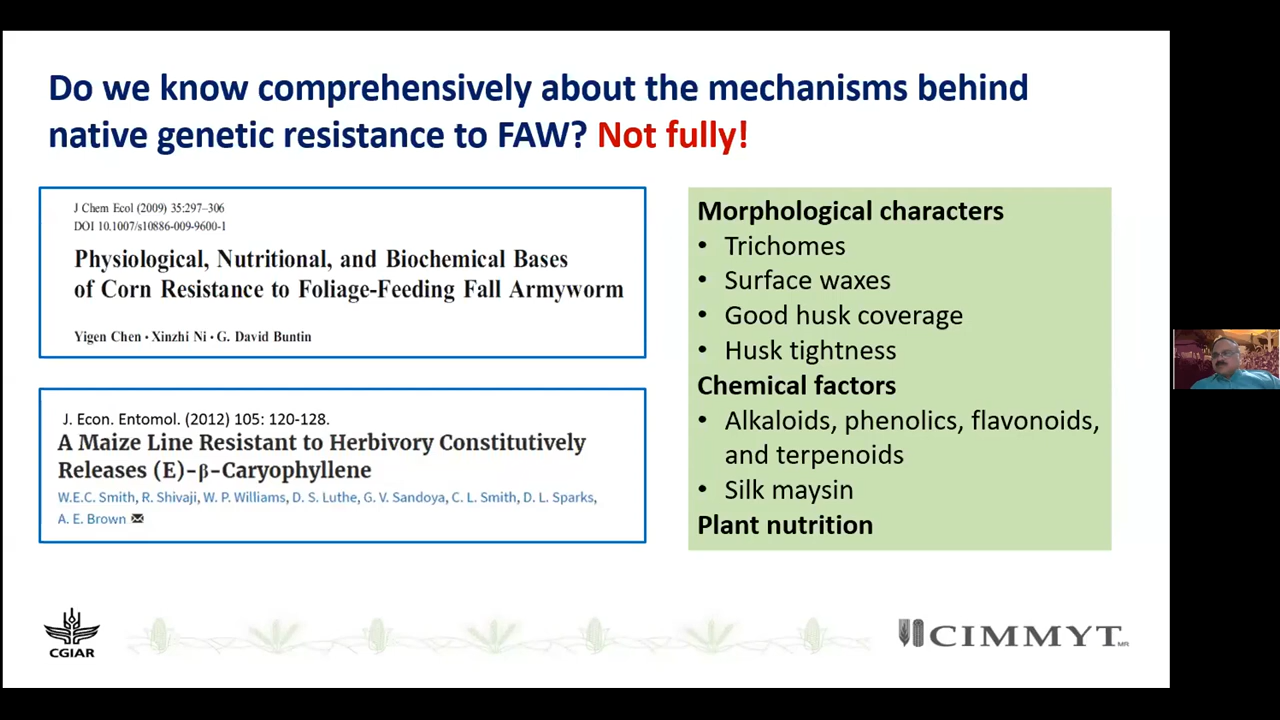 Do we know comprehensively about the mechanisms behind
native genetic resistance to FAW? Not fully!
J Chem Ecol (2009) 35:297–306
DOI 10.1007/s10886-009-9600-1
Physiological, Nutritional, and Biochemical Bases
of Corn Resistance to Foliage-Feeding Fall Armyworm
Yigen Chen · Xinzhi Ni · G. David Buntin
J. Econ. Entomol. (2012) 105: 120-128.
A Maize Line Resistant to Herbivory Constitutively
Releases (E)-β-Caryophyllene
W.E.C. Smith, R. Shivaji, W. P. Williams, D. S. Luthe, G. V. Sandoya, C. L. Smith, D. L. Sparks,
A. E. Brown
Morphological characters
• Trichomes
• Surface waxes
• Good husk coverage
• Husk tightness
Chemical factors
• Alkaloids, phenolics, flavonoids,
and terpenoids
• Silk maysin
Plant nutrition
CGIAR
CIMMYT MR